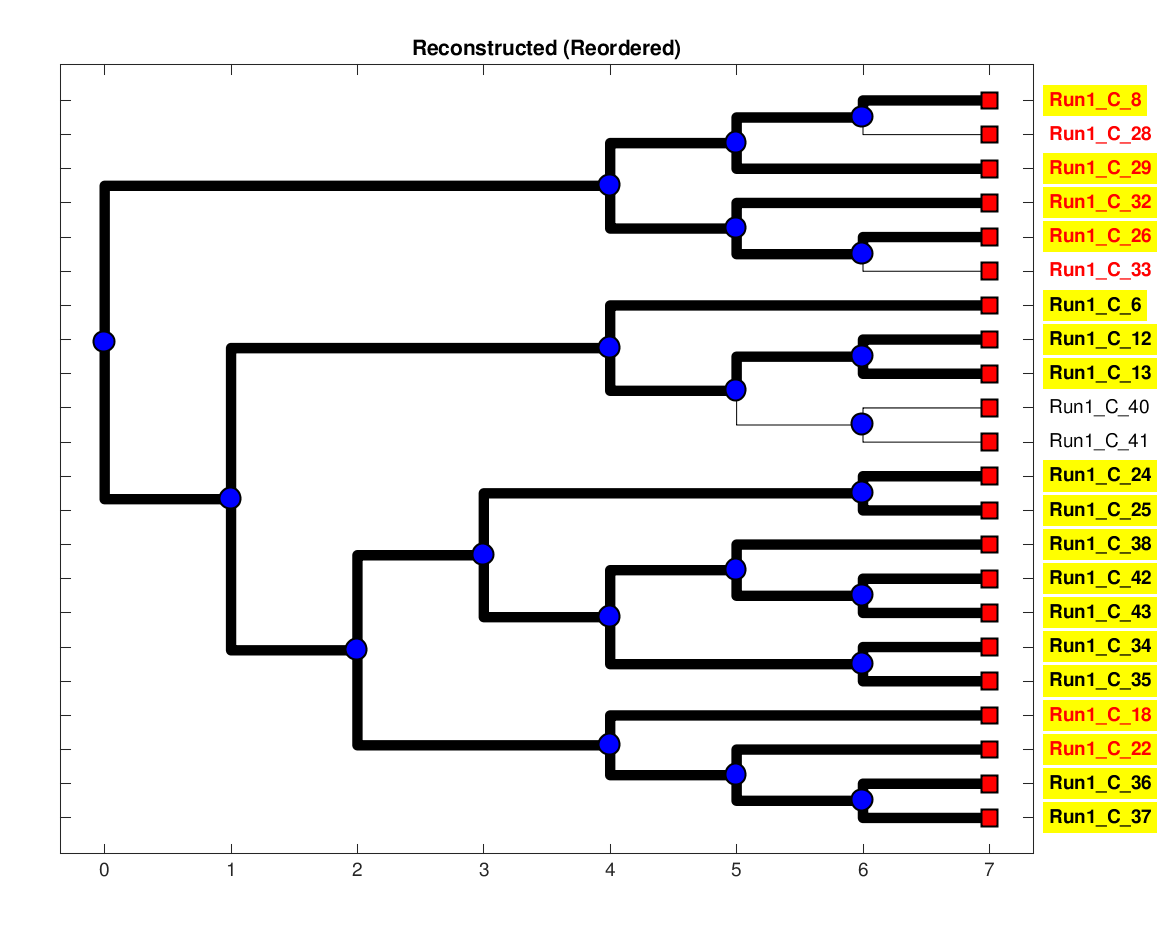 Reconstructed (Reordered)
Run1_C_8
Run1_C_28
Run1_C_29
Run1_C_32
Run1_C_26
Run1_C_33
Run1_C_6
Run1_C_12
Run1_C_13
Run1_C_40
Run1_C_41
Run1_C_24
Run1_C_25
Run1_C_38
Run1_C_42
Run1_C_43
Run1_C_34
Run1_C_35
Run1_C_18
Run1_C_22
Run1_C_36
Run1_C_37
0 1 2 3 4 5 6 7